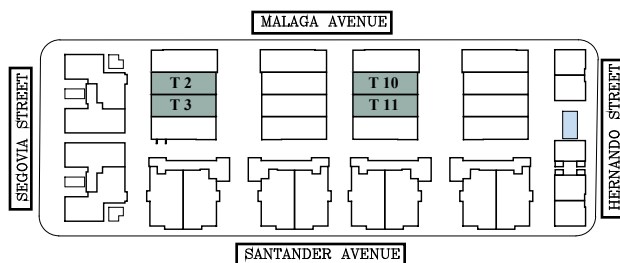 MALAGA AVENUE
SEGOVIA STREET
T 2
T 10
T 3
T 11
HERNANDO STREET
SANTANDER AVENUE